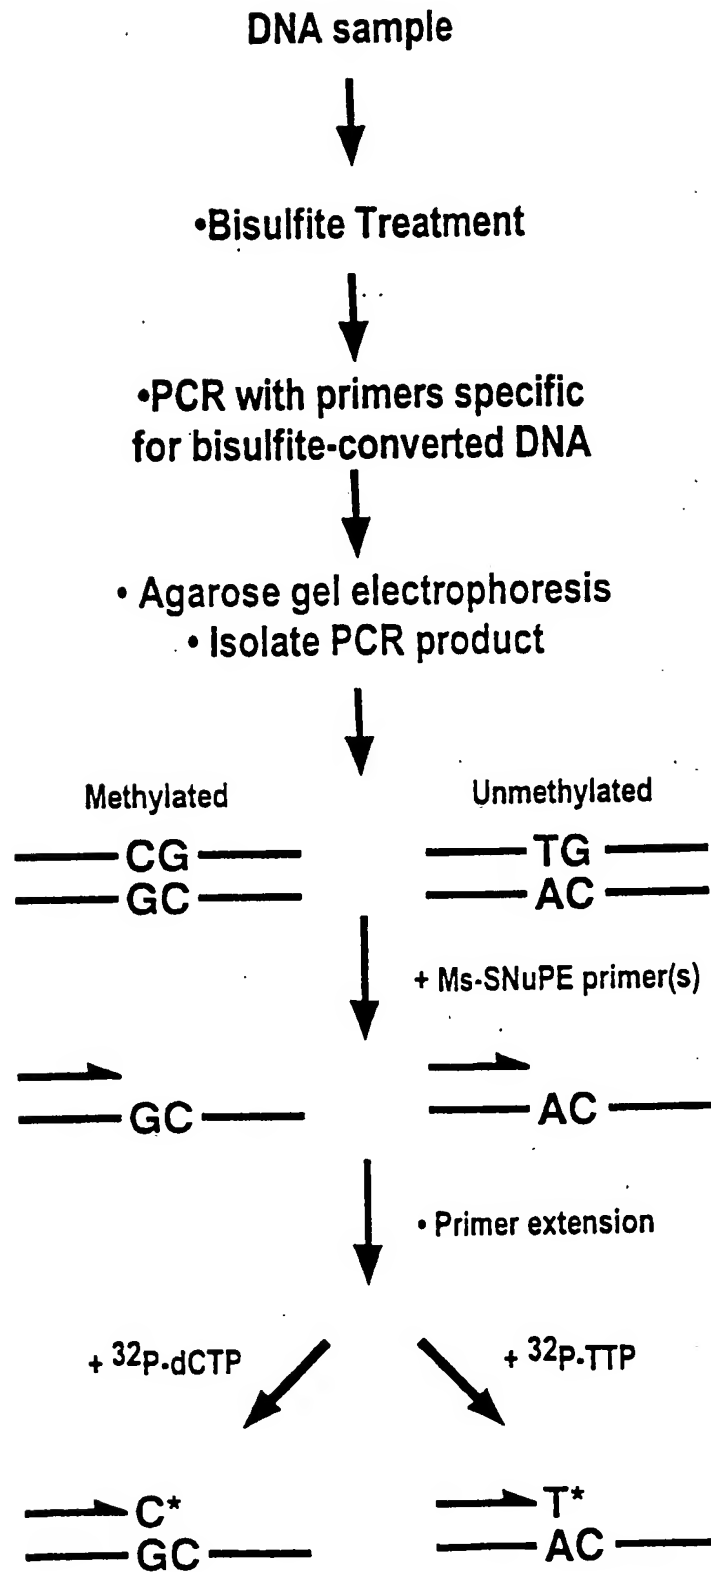 DNA sample
•Bisulfite Treatment
•PCR with primers specific
for bisulfite-converted DNA
• Agarose gel electrophoresis
• Isolate PCR product
Methylated
Unmethylated
CG
GC
TG
AC
+ Ms-SNuPE primer(s)
GC
AC
• Primer extension
+ ³²P-dCTP
+ ³²P-TTP
C*
GC
T*
AC